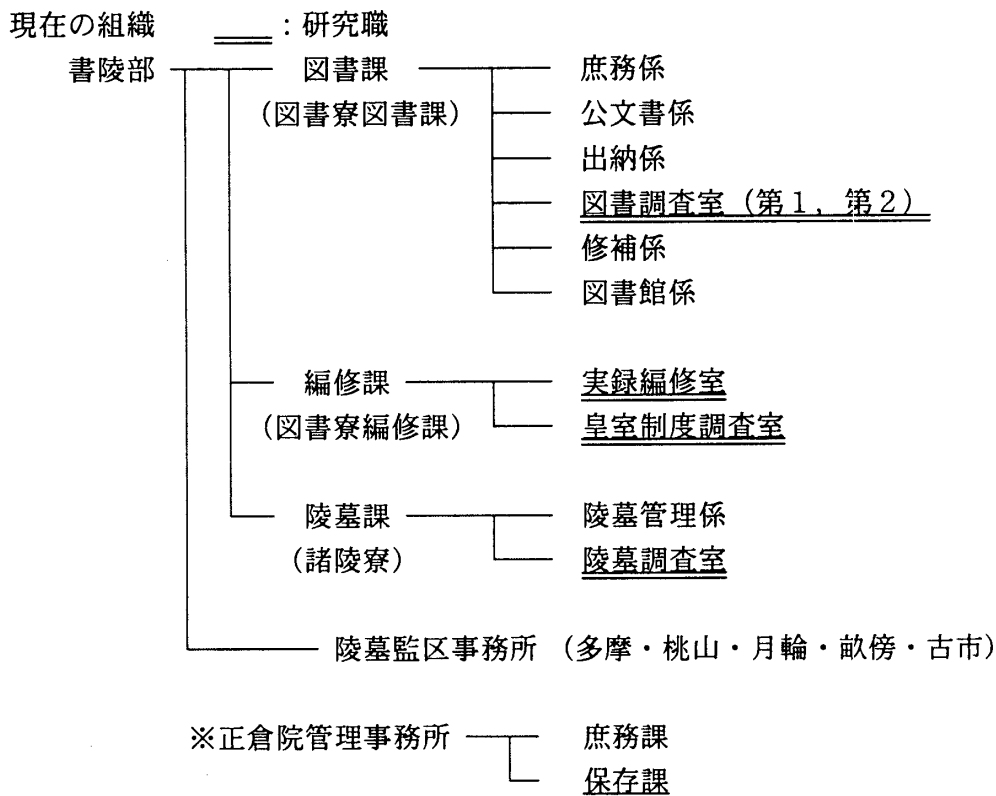 現在の組織　　：研究職
書陵部　図書課　庶務係
（図書寮図書課）　公文書係
出納係
図書調査室（第１，第２）
修補係
図書館係
編修課　実録編修室
（図書寮編修課）　皇室制度調査室
陵墓課　陵墓管理係
（諸陵寮）　陵墓調査室
陵墓監区事務所（多摩・桃山・月輪・畝傍・古市）
※正倉院管理事務所　庶務課
保存課